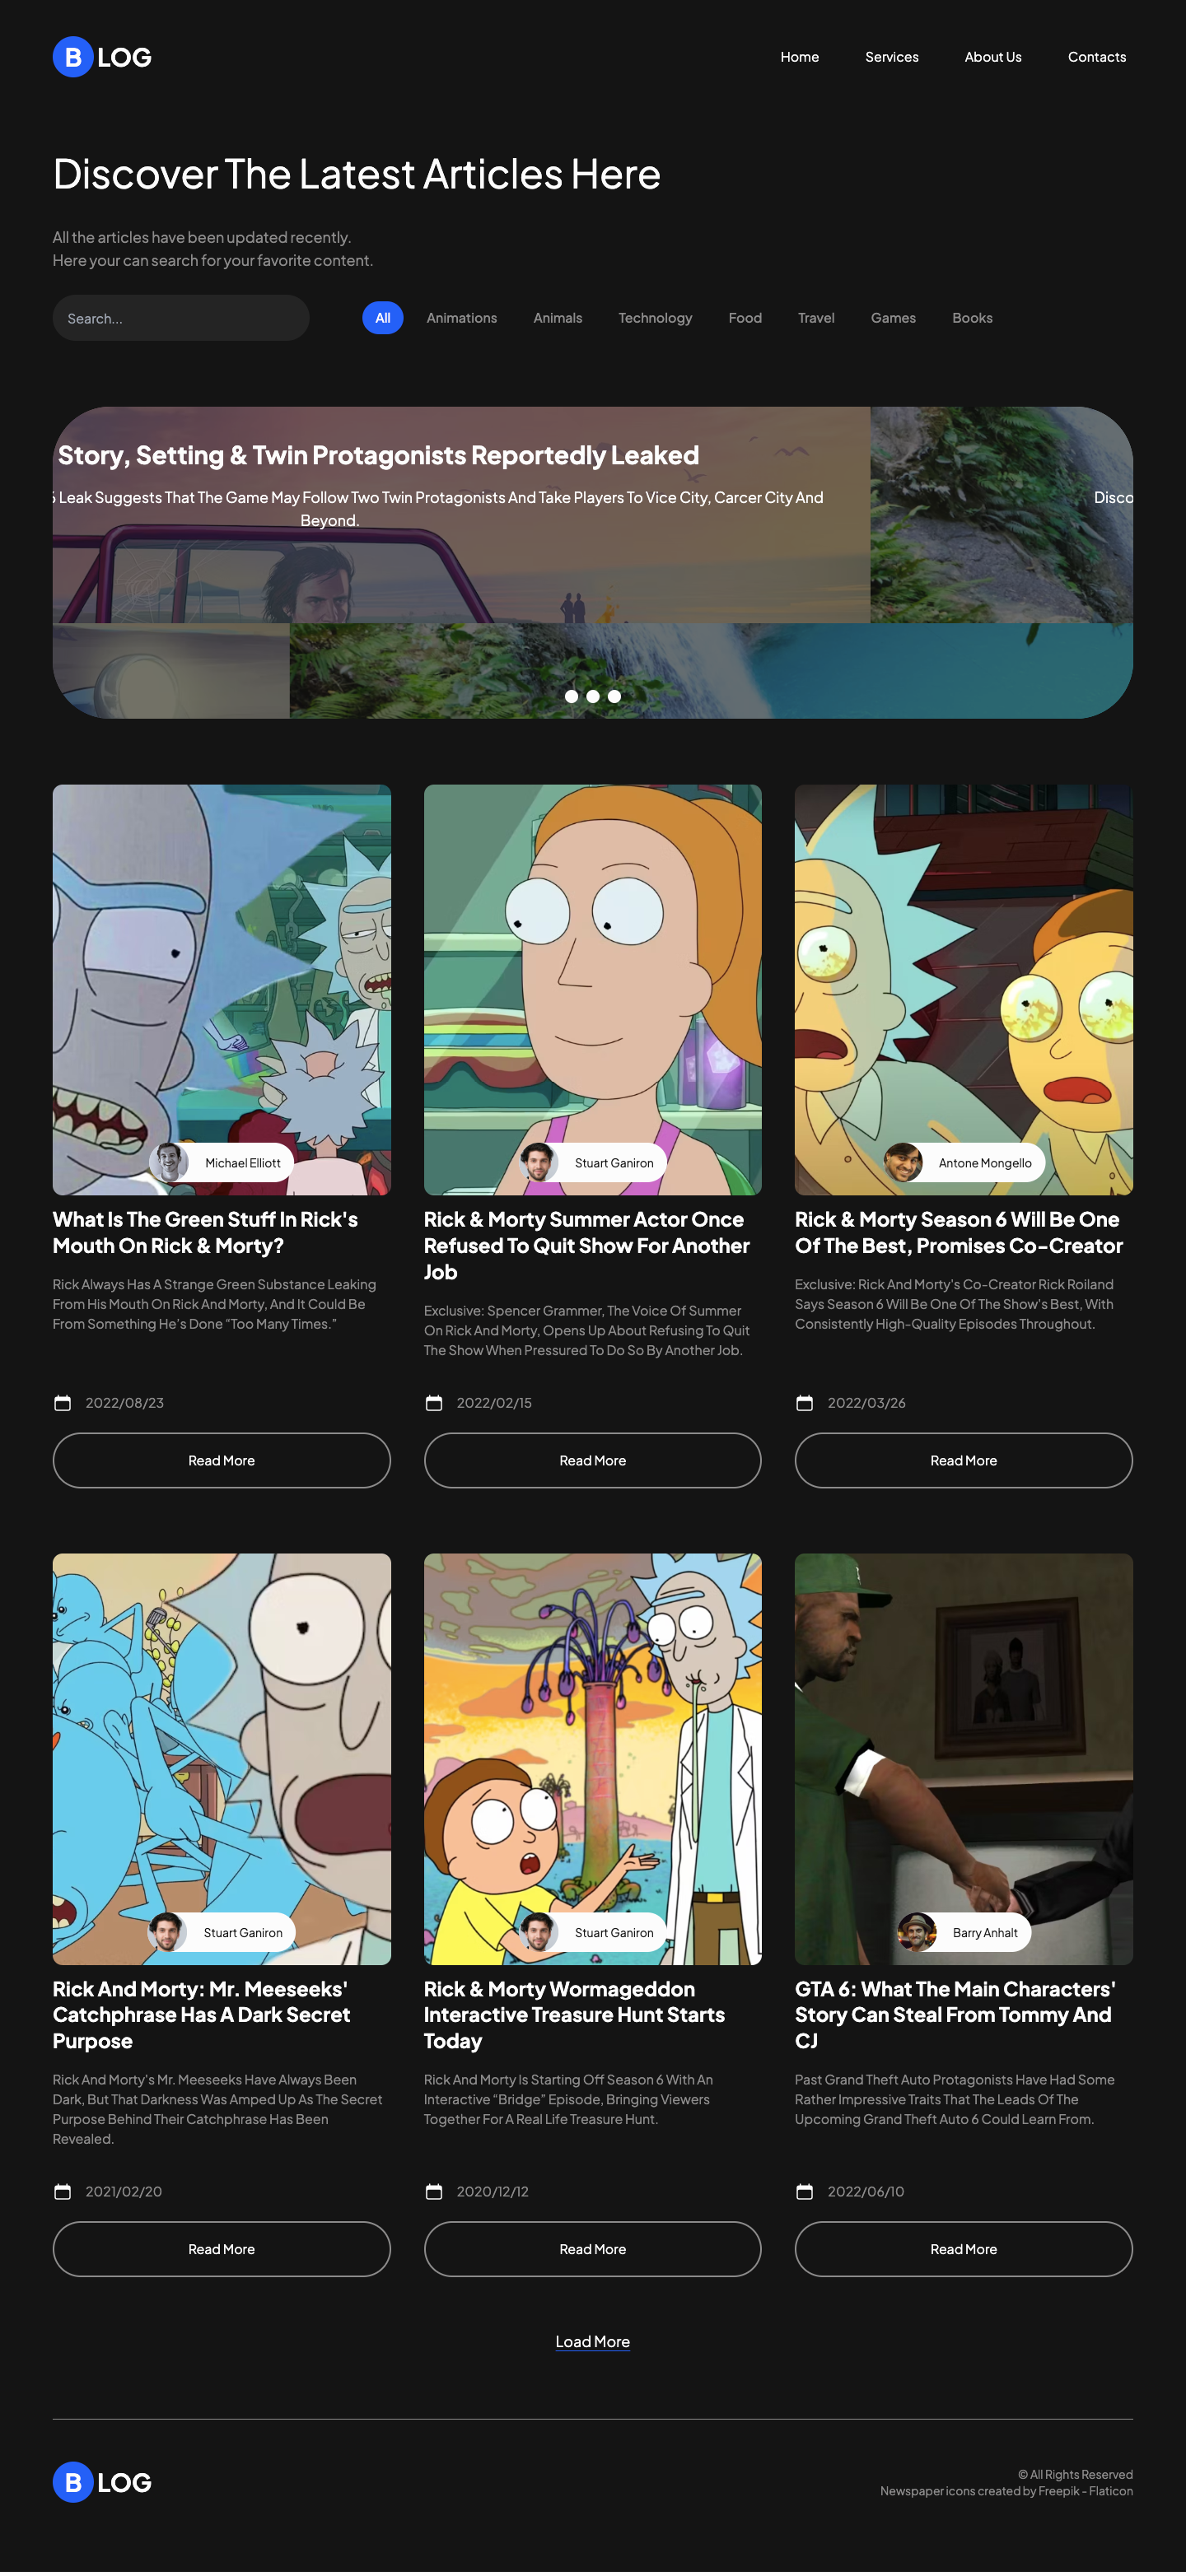 BLOG
Home Services About Us Contacts
Discover The Latest Articles Here
All the articles have been updated recently.
Here your can search for your favorite content.
Search...
All Animations Animals Technology Food Travel Games Books
Story, Setting & Twin Protagonists Reportedly Leaked
Leak Suggests That The Game May Follow Two Twin Protagonists And Take Players To Vice City, Carcer City And
Beyond.
Disco
Michael Elliott
What Is The Green Stuff In Rick's
Mouth On Rick & Morty?
Rick Always Has A Strange Green Substance Leaking
From His Mouth On Rick And Morty, And It Could Be
From Something He's Done “Too Many Times.”
2022/08/23
Read More
Stuart Ganiron
Rick & Morty Summer Actor Once
Refused To Quit Show For Another
Job
Exclusive: Spencer Grammer, The Voice Of Summer
On Rick And Morty, Opens Up About Refusing To Quit
The Show When Pressured To Do So By Another Job.
2022/02/15
Read More
Antone Mongello
Rick & Morty Season 6 Will Be One
Of The Best, Promises Co-Creator
Exclusive: Rick And Morty's Co-Creator Rick Roiland
Says Season 6 Will Be One Of The Show's Best, With
Consistently High-Quality Episodes Throughout.
2022/03/26
Read More
Stuart Ganiron
Rick And Morty: Mr. Meeseeks'
Catchphrase Has A Dark Secret
Purpose
Rick And Morty's Mr. Meeseeks Have Always Been
Dark, But That Darkness Was Amped Up As The Secret
Purpose Behind Their Catchphrase Has Been
Revealed.
2021/02/20
Read More
Stuart Ganiron
Rick & Morty Wormageddon
Interactive Treasure Hunt Starts
Today
Rick And Morty Is Starting Off Season 6 With An
Interactive “Bridge” Episode, Bringing Viewers
Together For A Real Life Treasure Hunt.
2020/12/12
Read More
Barry Anhalt
GTA 6: What The Main Characters'
Story Can Steal From Tommy And
CJ
Past Grand Theft Auto Protagonists Have Had Some
Rather Impressive Traits That The Leads Of The
Upcoming Grand Theft Auto 6 Could Learn From.
2022/06/10
Read More
Load More
BLOG
© All Rights Reserved
Newspaper icons created by Freepik - Flaticon